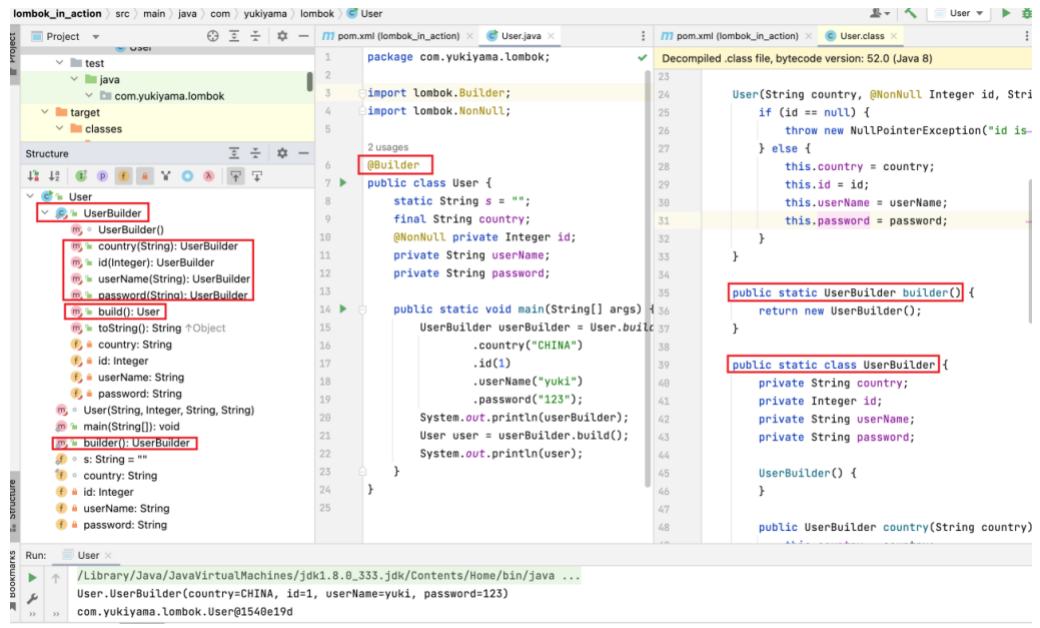 lombok_in_action src main java com yukiyama lombok User
User
Project
Project
User
test
java
com.yukiyama.lombok
target
classes
Structure
User
UserBuilder
UserBuilder()
country(String): UserBuilder
id(Integer): UserBuilder
userName(String): UserBuilder
password(String): UserBuilder
build(): User
toString(): String ↑Object
country: String
id: Integer
userName: String
password: String
User(String, Integer, String, String)
main(String[]): void
builder(): UserBuilder
s: String = ""
country: String
id: Integer
userName: String
password: String
Structure
Bookmarks
pom.xml (lombok_in_action) User.java
1 package com.yukiyama.lombok;
2
3 import lombok.Builder;
4 import lombok.NonNull;
5
2 usages
6 @Builder
7 public class User {
8 static String s = "";
9 final String country;
10 @NonNull private Integer id;
11 private String userName;
12 private String password;
13
14 public static void main(String[] args) {
15 UserBuilder userBuilder = User.build
16 .country("CHINA")
17 .id(1)
18 .userName("yuki")
19 .password("123");
20 System.out.println(userBuilder);
21 User user = userBuilder.build();
22 System.out.println(user);
23 }
24 }
25
pom.xml (lombok_in_action) User.class
Decompiled .class file, bytecode version: 52.0 (Java 8)
23
24 User(String country, @NonNull Integer id, Stri
25 if (id == null) {
26 throw new NullPointerException("id is
27 } else {
28 this.country = country;
29 this.id = id;
30 this.userName = userName;
31 this.password = password;
32 }
33 }
34
35 public static UserBuilder builder() {
36 return new UserBuilder();
37 }
38
39 public static class UserBuilder {
40 private String country;
41 private Integer id;
42 private String userName;
43 private String password;
44
45 UserBuilder() {
46 }
47
48 public UserBuilder country(String country)
Run: User
/Library/Java/JavaVirtualMachines/jdk1.8.0_333.jdk/Contents/Home/bin/java ...
User.UserBuilder(country=CHINA, id=1, userName=yuki, password=123)
com.yukiyama.lombok.User@1540e19d